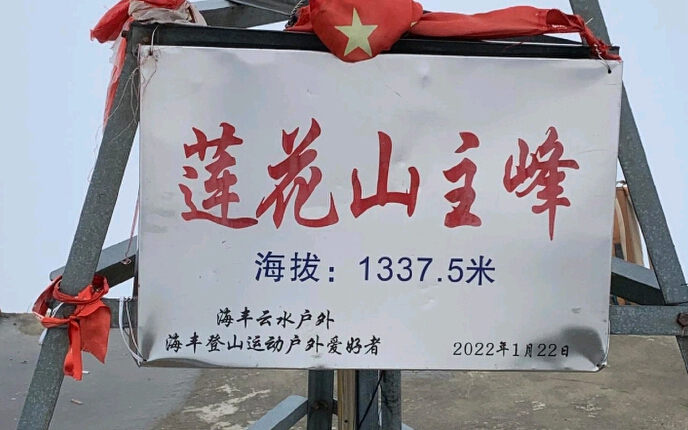 莲花山主峰
海拔：1337.5米
海丰云水户外
海丰登山运动户外爱好者
2022年1月22日